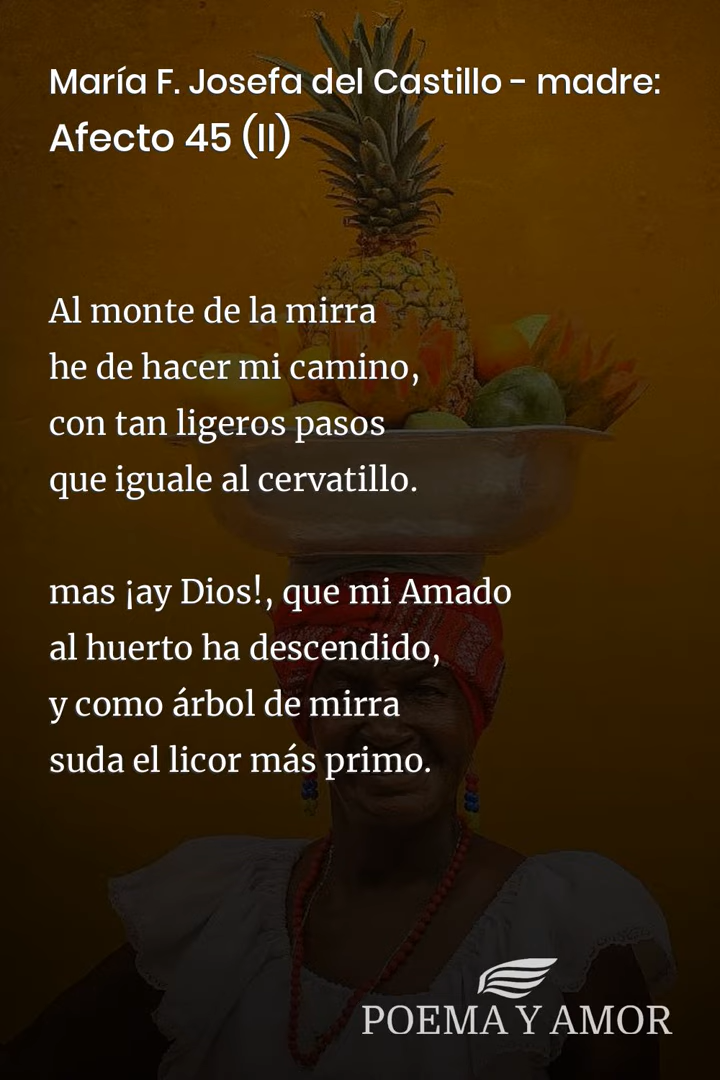 María F. Josefa del Castillo - madre:
Afecto 45 (II)
Al monte de la mirra
he de hacer mi camino,
con tan ligeros pasos
que iguale al cervatillo.
mas ¡ay Dios!, que mi Amado
al huerto ha descendido,
y como árbol de mirra
suda el licor más primo.
POEMA Y AMOR